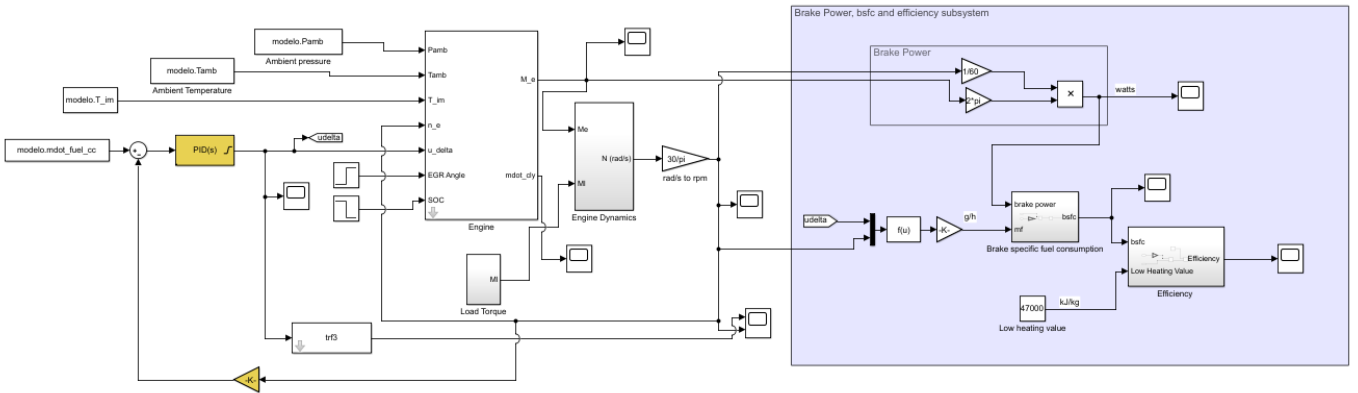 Brake Power, bsfc and efficiency subsystem
modelo.Pamb
Ambient pressure
modelo.Tamb
Ambient Temperature
modelo.T_im
modelo.mdot_fuel_cc
PID(s)
udelta
Pamb
Tamb
T_im
n_e
u_delta
EGR Angle
SOC
M_e
mdot_cly
Engine
Me
Ml
N (rad/s)
Engine Dynamics
30/pi
rad/s to rpm
Ml
Load Torque
trf3
-K-
Brake Power
1/60
2*pi
×
watts
udelta
f(u)
-K-
g/h
brake power
mf
bsfc
Brake specific fuel consumption
bsfc
Low Heating Value
Efficiency
Efficiency
47000
kJ/kg
Low heating value